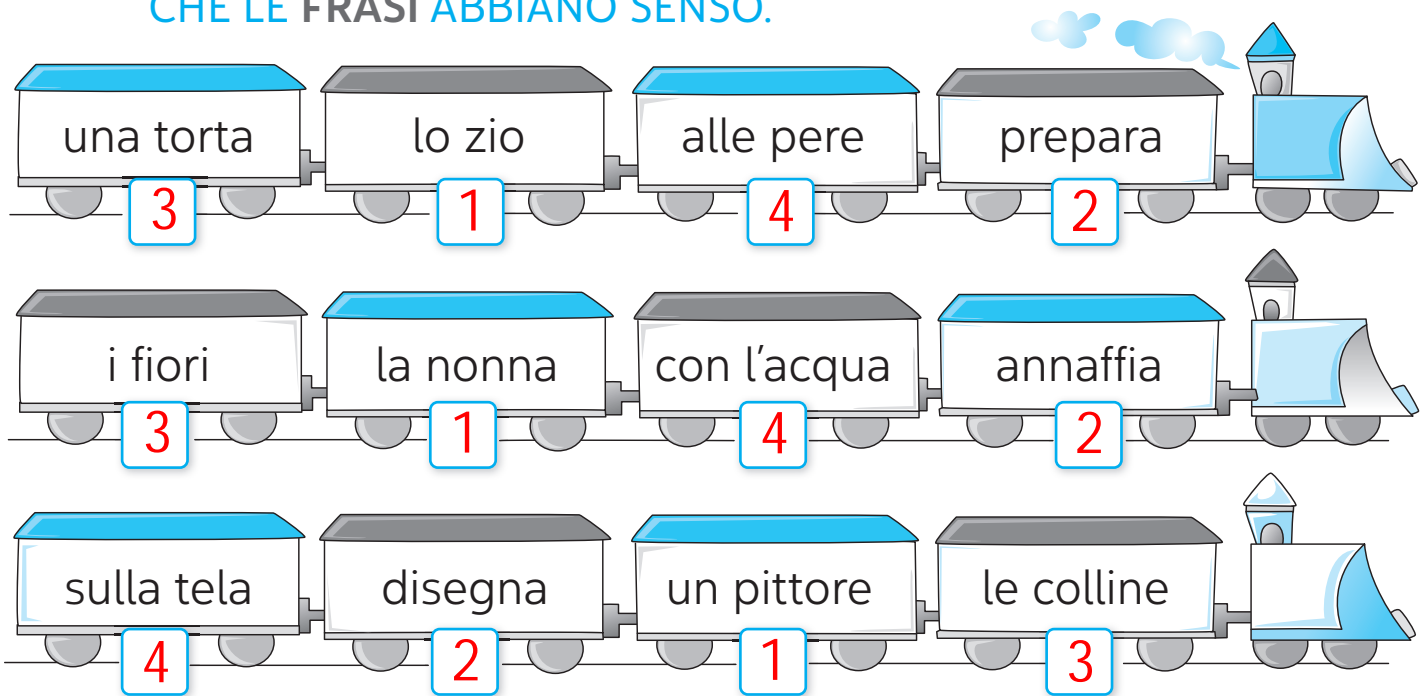 CHE LE FRASI ABBIANO SENSO.
una torta lo zio alle pere prepara
3 1 4 2
i fiori la nonna con l'acqua annaffia
3 1 4 2
sulla tela disegna un pittore le colline
4 2 1 3